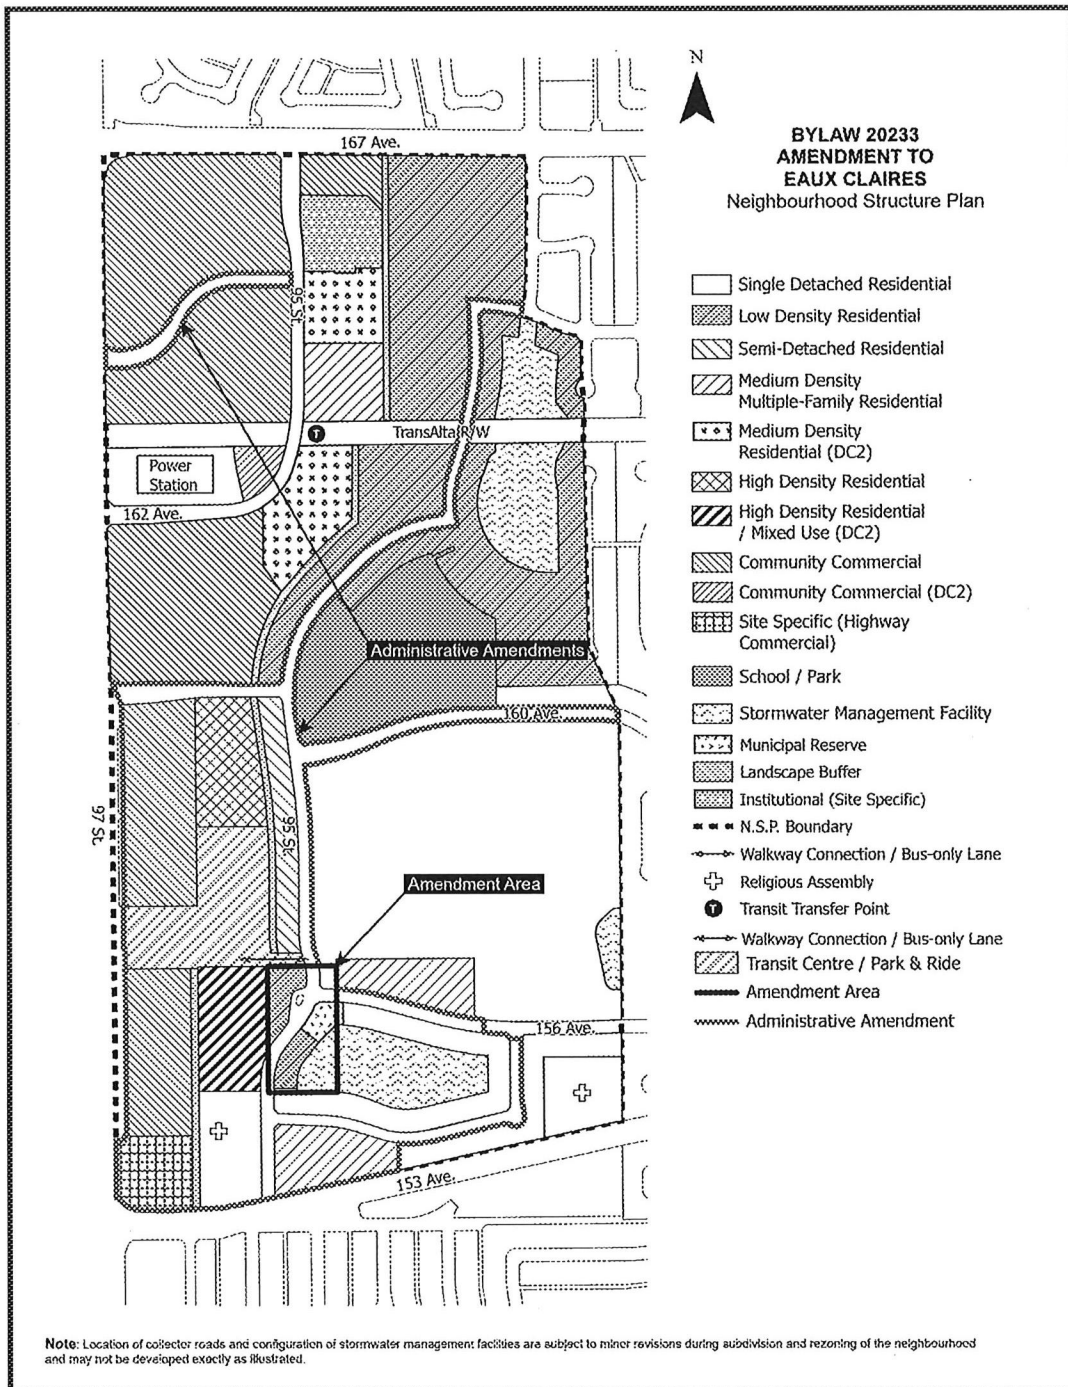 N
BYLAW 20233
AMENDMENT TO
EAUX CLAIRES
Neighbourhood Structure Plan
167 Ave.
95 St.
TransAlta R/W
T
Power
Station
162 Ave.
Administrative Amendments
160 Ave.
97 St.
95 St.
Amendment Area
156 Ave.
153 Ave.
Single Detached Residential
Low Density Residential
Semi-Detached Residential
Medium Density
Multiple-Family Residential
Medium Density
Residential (DC2)
High Density Residential
High Density Residential
/ Mixed Use (DC2)
Community Commercial
Community Commercial (DC2)
Site Specific (Highway
Commercial)
School / Park
Stormwater Management Facility
Municipal Reserve
Landscape Buffer
Institutional (Site Specific)
N.S.P. Boundary
Walkway Connection / Bus-only Lane
Religious Assembly
T Transit Transfer Point
Walkway Connection / Bus-only Lane
Transit Centre / Park & Ride
Amendment Area
Administrative Amendment
Note: Location of collector roads and configuration of stormwater management facilities are subject to minor revisions during subdivision and rezoning of the neighbourhood
and may not be developed exactly as illustrated.